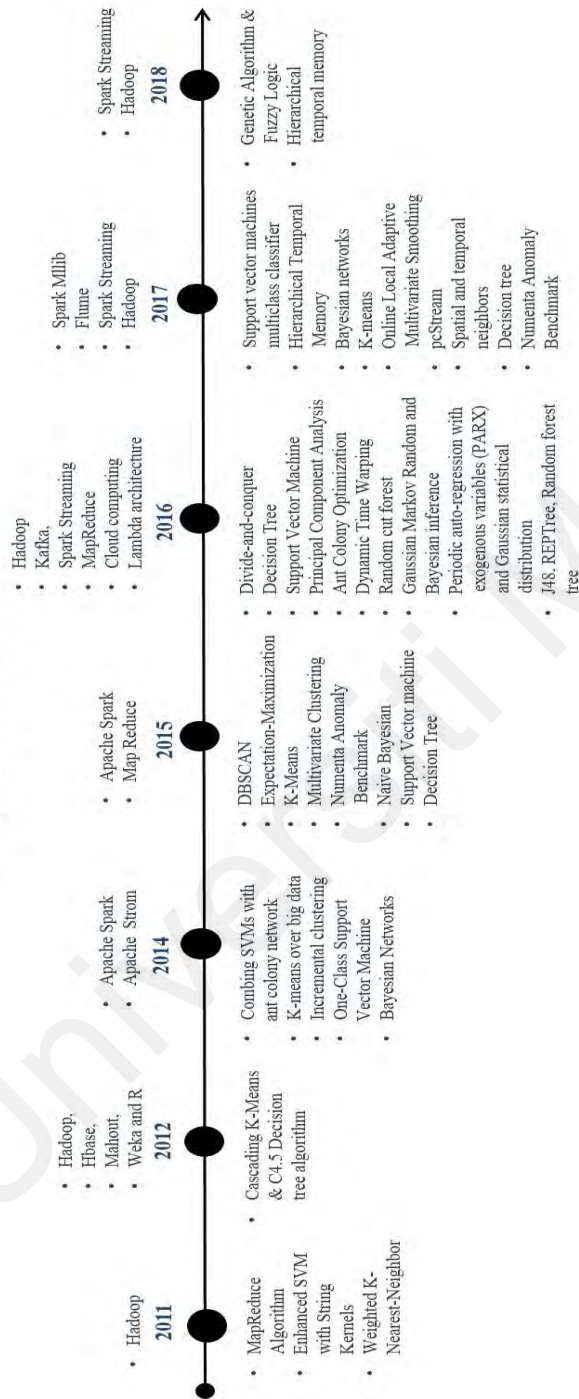 • Hadoop
2011
• MapReduce
Algorithm
• Enhanced SVM
with String
Kernels
• Weighted K-
Nearest-Neighbor
• Hadoop,
• Hbase,
• Mahout,
• Weka and R
2012
• Cascading K-Means
& C4.5 Decision
tree algorithm
• Apache Spark
• Apache Strom
2014
• Combing SVMs with
ant colony network
• K-means over big data
• Incremental clustering
• One-Class Support
Vector Machine
• Bayesian Networks
• Apache Spark
• Map Reduce
2015
• DBSCAN
• Expectation-Maximization
• K-Means
• Multivariate Clustering
• Numenta Anomaly
Benchmark
• Naive Bayesian
• Support Vector machine
• Decision Tree
• Hadoop
• Kafka,
• Spark Streaming
• MapReduce
• Cloud computing
• Lambda architecture
2016
• Divide-and-conquer
• Decision Tree
• Support Vector Machine
• Principal Component Analysis
• Ant Colony Optimization
• Dynamic Time Warping
• Random cut forest
• Gaussian Markov Random and
Bayesian inference
• Periodic auto-regression with
exogenous variables (PARX)
and Gaussian statistical
distribution
• J48, REPTree, Random forest
tree
• Spark Mllib
• Flume
• Spark Streaming
• Hadoop
2017
• Support vector machines
multiclass classifier
• Hierarchical Temporal
Memory
• Bayesian networks
• K-means
• Online Local Adaptive
Multivariate Smoothing
• pcStream
• Spatial and temporal
neighbors
• Decision tree
• Numenta Anomaly
Benchmark
• Spark Streaming
• Hadoop
2018
• Genetic Algorithm &
Fuzzy Logic
• Hierarchical
temporal memory
Universiti M